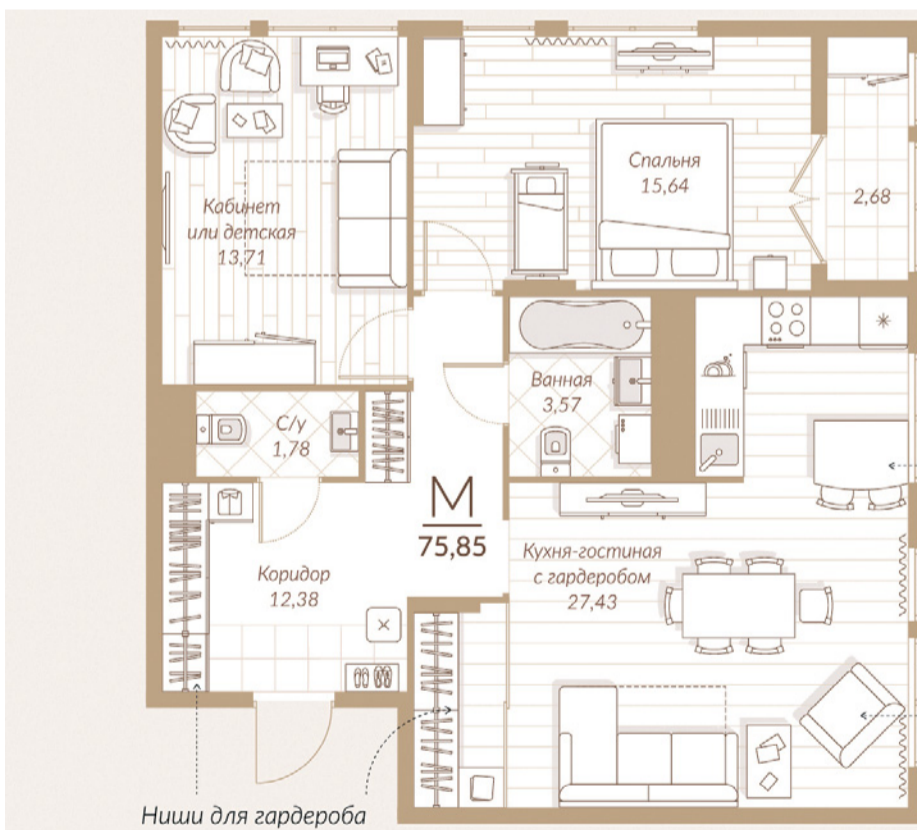 Кабинет
или детская
13,71
Спальня
15,64
2,68
Ванная
3,57
С/у
1,78
М
75,85
Коридор
12,38
Кухня-гостиная
с гардеробом
27,43
Ниши для гардероба